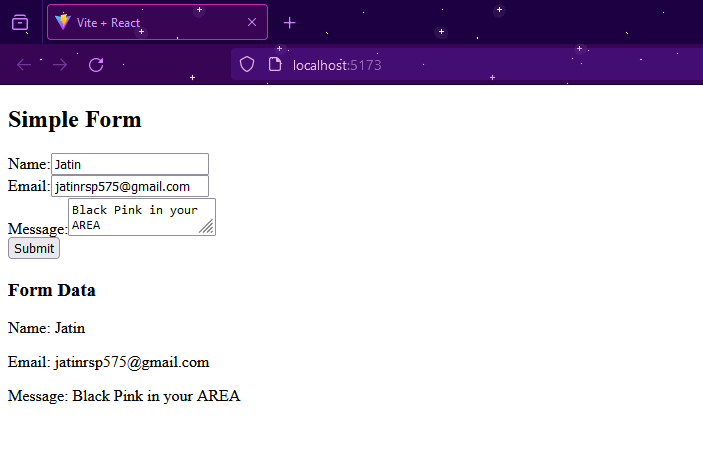 Vite + React
localhost:5173
Simple Form
Name: Jatin
Email: jatinrsp575@gmail.com
Message: Black Pink in your
AREA
Submit
Form Data
Name: Jatin
Email: jatinrsp575@gmail.com
Message: Black Pink in your AREA